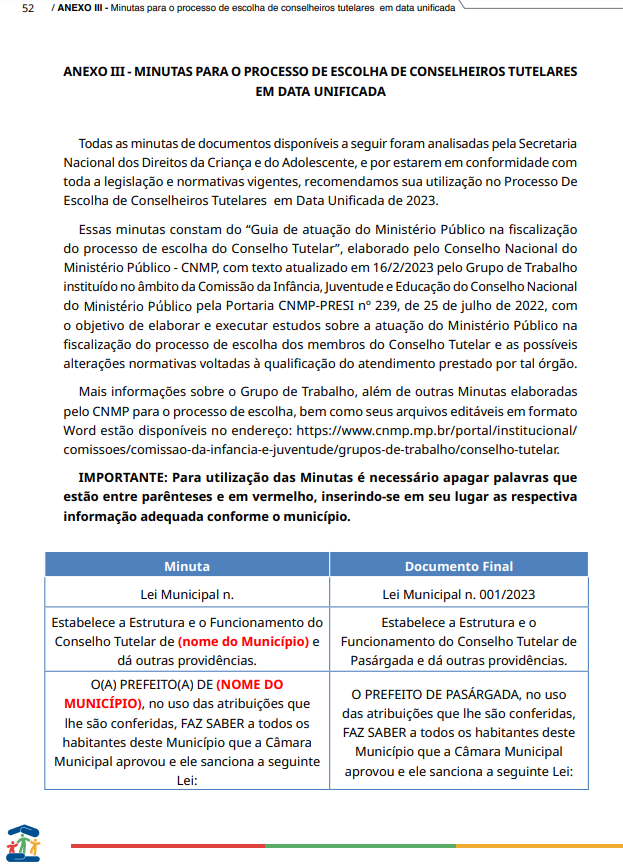 52 / ANEXO III - Minutas para o processo de escolha de conselheiros tutelares em data unificada
ANEXO III - MINUTAS PARA O PROCESSO DE ESCOLHA DE CONSELHEIROS TUTELARES
EM DATA UNIFICADA
Todas as minutas de documentos disponíveis a seguir foram analisadas pela Secretaria
Nacional dos Direitos da Criança e do Adolescente, e por estarem em conformidade com
toda a legislação e normativas vigentes, recomendamos sua utilização no Processo De
Escolha de Conselheiros Tutelares em Data Unificada de 2023.
Essas minutas constam do “Guia de atuação do Ministério Público na fiscalização
do processo de escolha do Conselho Tutelar”, elaborado pelo Conselho Nacional do
Ministério Público - CNMP, com texto atualizado em 16/2/2023 pelo Grupo de Trabalho
instituído no âmbito da Comissão da Infância, Juventude e Educação do Conselho Nacional
do Ministério Público pela Portaria CNMP-PRESI nº 239, de 25 de julho de 2022, com
o objetivo de elaborar e executar estudos sobre a atuação do Ministério Público na
fiscalização do processo de escolha dos membros do Conselho Tutelar e as possíveis
alterações normativas voltadas à qualificação do atendimento prestado por tal órgão.
Mais informações sobre o Grupo de Trabalho, além de outras Minutas elaboradas
pelo CNMP para o processo de escolha, bem como seus arquivos editáveis em formato
Word estão disponíveis no endereço: https://www.cnmp.mp.br/portal/institucional/
comissoes/comissao-da-infancia-e-juventude/grupos-de-trabalho/conselho-tutelar.
IMPORTANTE: Para utilização das Minutas é necessário apagar palavras que
estão entre parênteses e em vermelho, inserindo-se em seu lugar as respectiva
informação adequada conforme o município.
Minuta
Documento Final
Lei Municipal n.
Lei Municipal n. 001/2023
Estabelece a Estrutura e o Funcionamento do
Conselho Tutelar de (nome do Município) e
dá outras providências.
Estabelece a Estrutura e o
Funcionamento do Conselho Tutelar de
Pasárgada e dá outras providências.
O(A) PREFEITO(A) DE (NOME DO
MUNICÍPIO), no uso das atribuições que
lhe são conferidas, FAZ SABER a todos os
habitantes deste Município que a Câmara
Municipal aprovou e ele sanciona a seguinte
Lei:
O PREFEITO DE PASÁRGADA, no uso
das atribuições que lhe são conferidas,
FAZ SABER a todos os habitantes deste
Município que a Câmara Municipal
aprovou e ele sanciona a seguinte Lei: